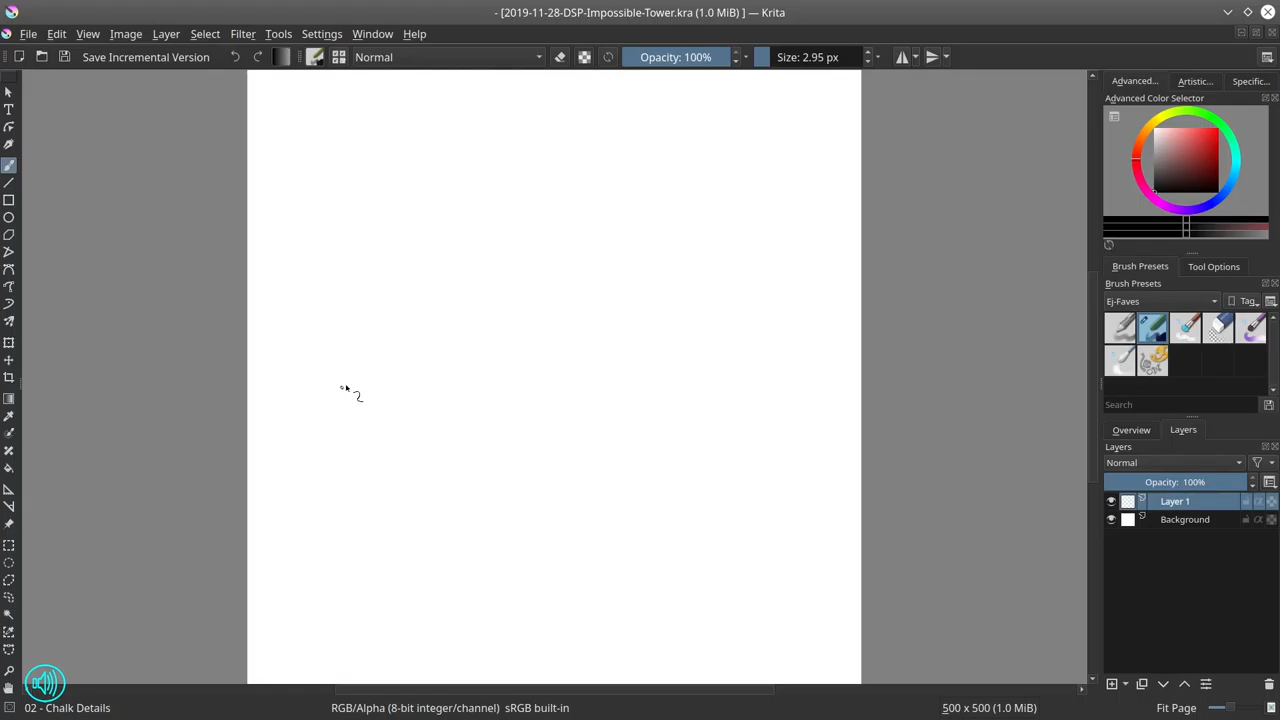 - [2019-11-28-DSP-Impossible-Tower.kra (1.0 MiB) ] — Krita
File Edit View Image Layer Select Filter Tools Settings Window Help
Save Incremental Version Normal Opacity: 100% Size: 2.95 px
Advanced... Artistic... Specific...
Advanced Color Selector
Brush Presets Tool Options
Brush Presets
Ej-Faves Tag
Search
Overview Layers
Layers
Normal
Opacity: 100%
Layer 1
Background
02 - Chalk Details RGB/Alpha (8-bit integer/channel) sRGB built-in 500 x 500 (1.0 MiB) Fit Page